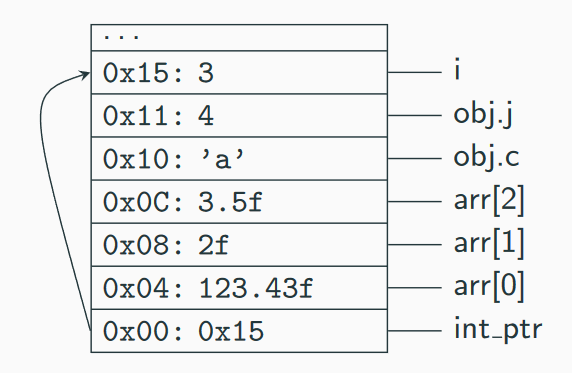 ...
0x15: 3 i
0x11: 4 obj.j
0x10: ’a’ obj.c
0x0C: 3.5f arr[2]
0x08: 2f arr[1]
0x04: 123.43f arr[0]
0x00: 0x15 int_ptr